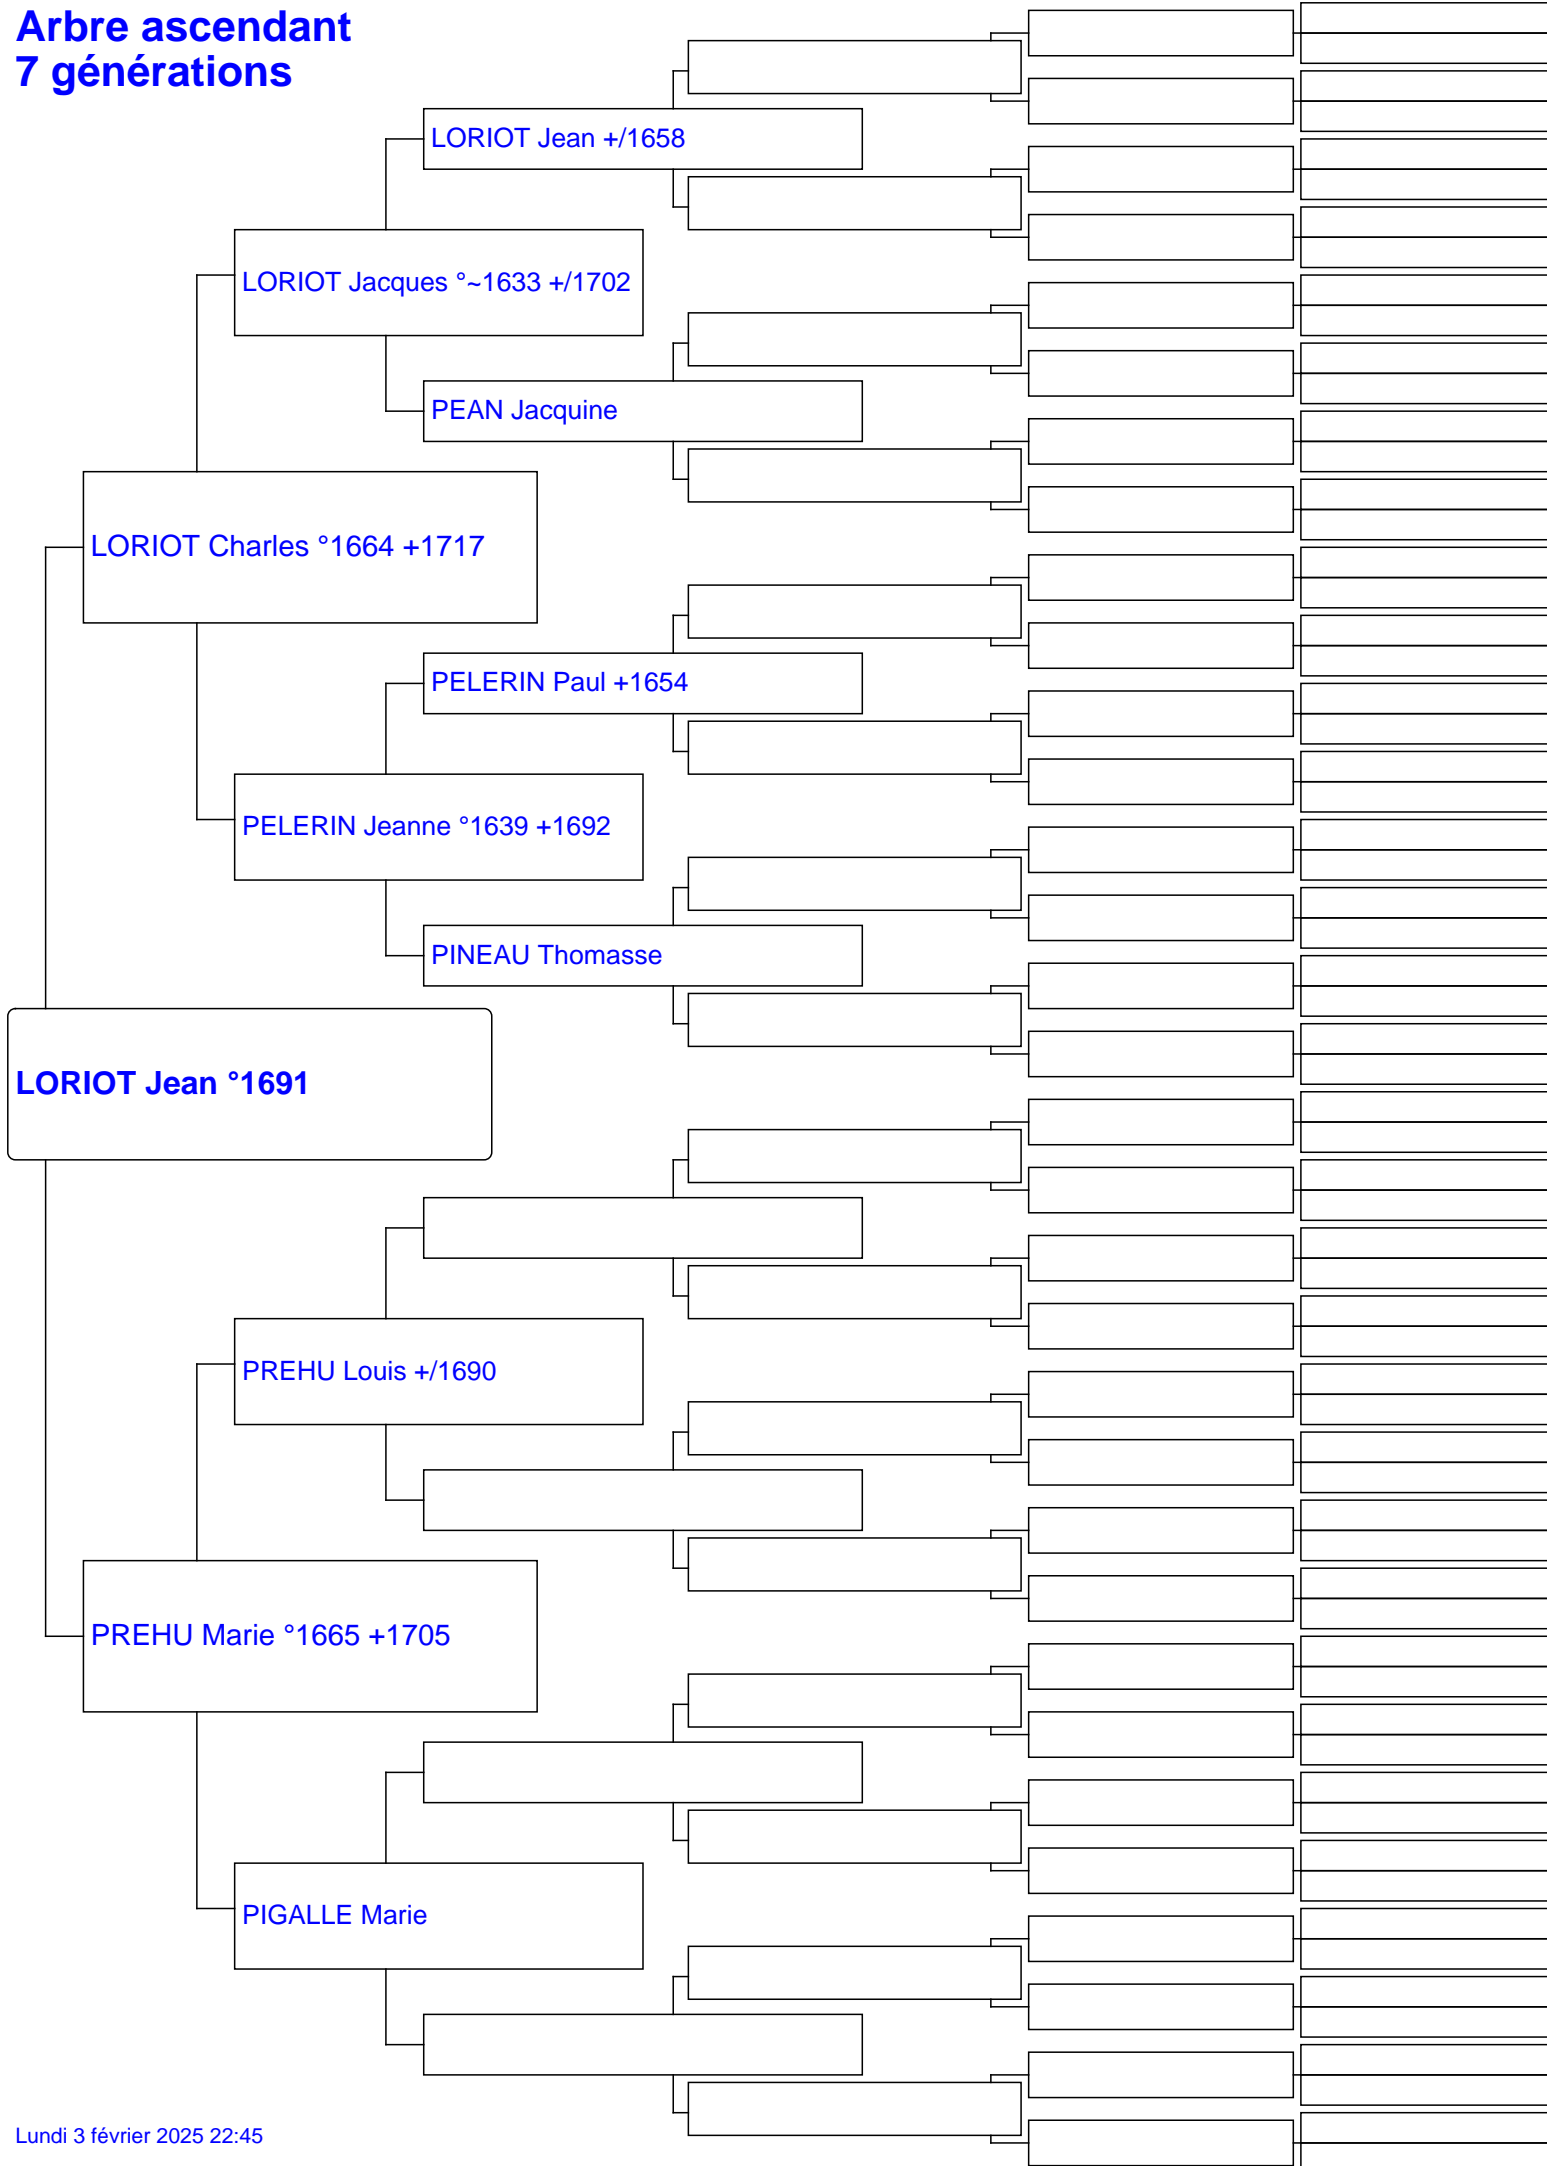 Arbre ascendant
7 générations
LORIOT Jean +/1658
LORIOT Jacques °~1633 +/1702
PEAN Jacquine
LORIOT Charles °1664 +1717
PELERIN Paul +1654
PELERIN Jeanne °1639 +1692
PINEAU Thomasse
LORIOT Jean °1691
PREHU Louis +/1690
PREHU Marie °1665 +1705
PIGALLE Marie
Lundi 3 février 2025 22:45